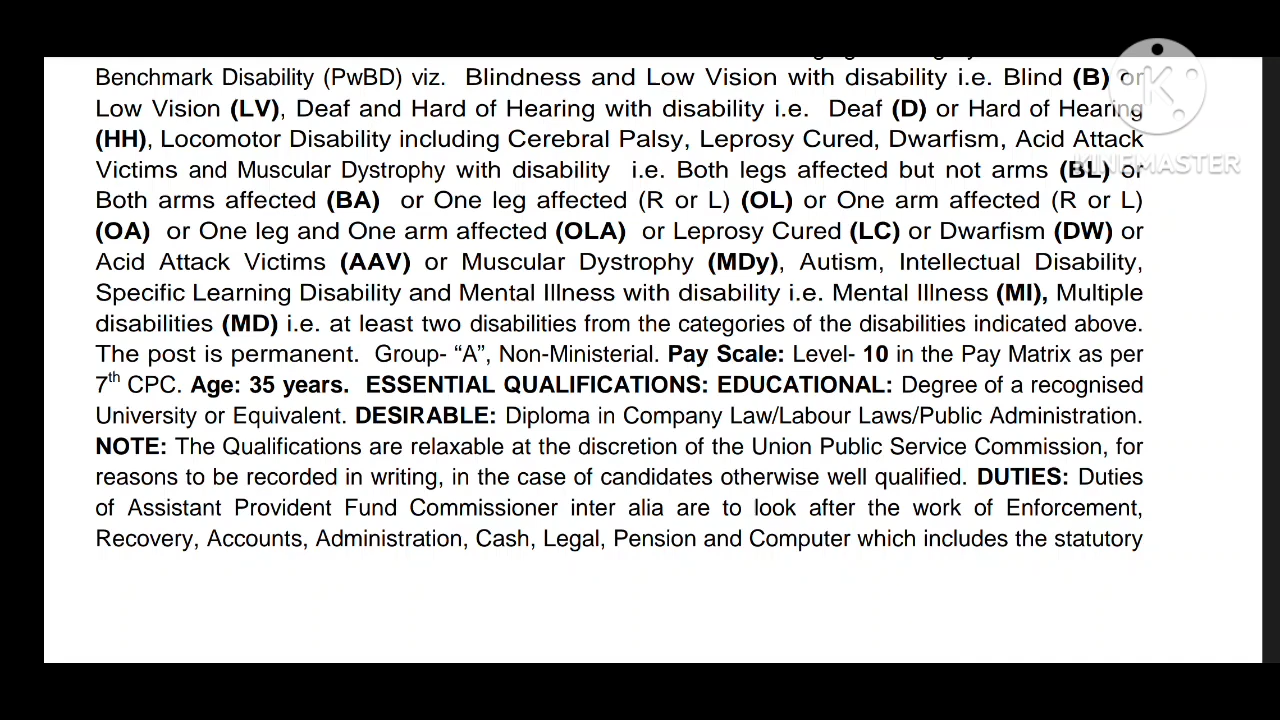 Benchmark Disability (PwBD) viz. Blindness and Low Vision with disability i.e. Blind (B) or
Low Vision (LV), Deaf and Hard of Hearing with disability i.e. Deaf (D) or Hard of Hearing
(HH), Locomotor Disability including Cerebral Palsy, Leprosy Cured, Dwarfism, Acid Attack
Victims and Muscular Dystrophy with disability i.e. Both legs affected but not arms (BL) or
KINEMASTER
Both arms affected (BA) or One leg affected (R or L) (OL) or One arm affected (R or L)
(OA) or One leg and One arm affected (OLA) or Leprosy Cured (LC) or Dwarfism (DW) or
Acid Attack Victims (AAV) or Muscular Dystrophy (MDy), Autism, Intellectual Disability,
Specific Learning Disability and Mental Illness with disability i.e. Mental Illness (MI), Multiple
disabilities (MD) i.e. at least two disabilities from the categories of the disabilities indicated above.
The post is permanent. Group- “A”, Non-Ministerial. Pay Scale: Level- 10 in the Pay Matrix as per
7th CPC. Age: 35 years. ESSENTIAL QUALIFICATIONS: EDUCATIONAL: Degree of a recognised
University or Equivalent. DESIRABLE: Diploma in Company Law/Labour Laws/Public Administration.
NOTE: The Qualifications are relaxable at the discretion of the Union Public Service Commission, for
reasons to be recorded in writing, in the case of candidates otherwise well qualified. DUTIES: Duties
of Assistant Provident Fund Commissioner inter alia are to look after the work of Enforcement,
Recovery, Accounts, Administration, Cash, Legal, Pension and Computer which includes the statutory